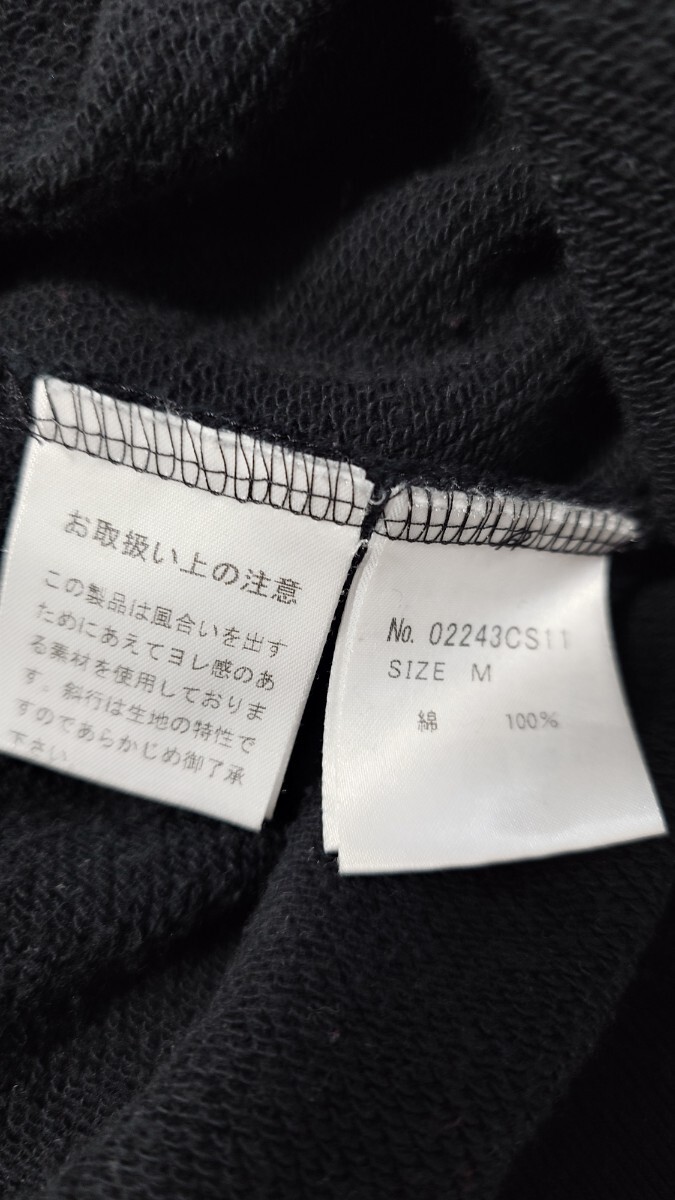 お取扱い上の注意
この製品は風合いを出す
ためにあえてヨレ感のあ
る素材を使用しておりま
す。斜行は生地の特性で
すのであらかじめ御了承
下さい
No. 02243CS11
SIZE M
綿 100%